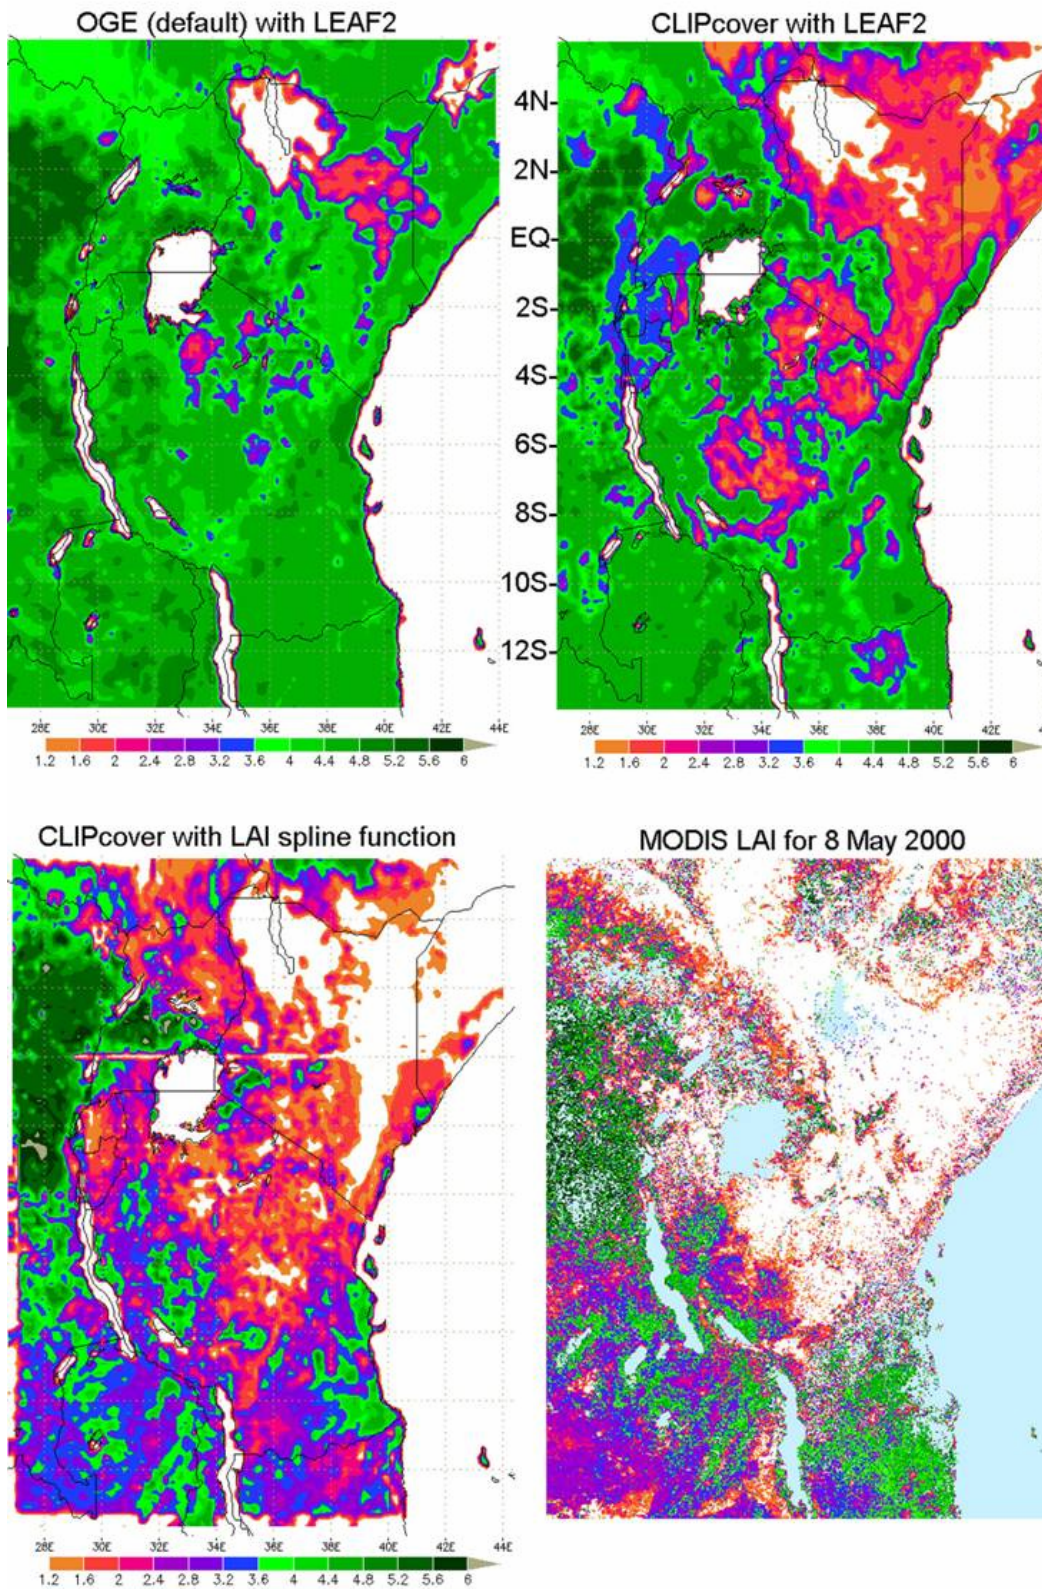 OGE (default) with LEAF2
CLIPcover with LEAF2
4N
2N
EQ
2S
4S
6S
8S
10S
12S
28E 30E 32E 34E 36E 38E 40E 42E 44E
1.2 1.6 2 2.4 2.8 3.2 3.6 4 4.4 4.8 5.2 5.6 6
28E 30E 32E 34E 36E 38E 40E 42E 44E
1.2 1.6 2 2.4 2.8 3.2 3.6 4 4.4 4.8 5.2 5.6 6
CLIPcover with LAI spline function
MODIS LAI for 8 May 2000
28E 30E 32E 34E 36E 38E 40E 42E 44E
1.2 1.6 2 2.4 2.8 3.2 3.6 4 4.4 4.8 5.2 5.6 6